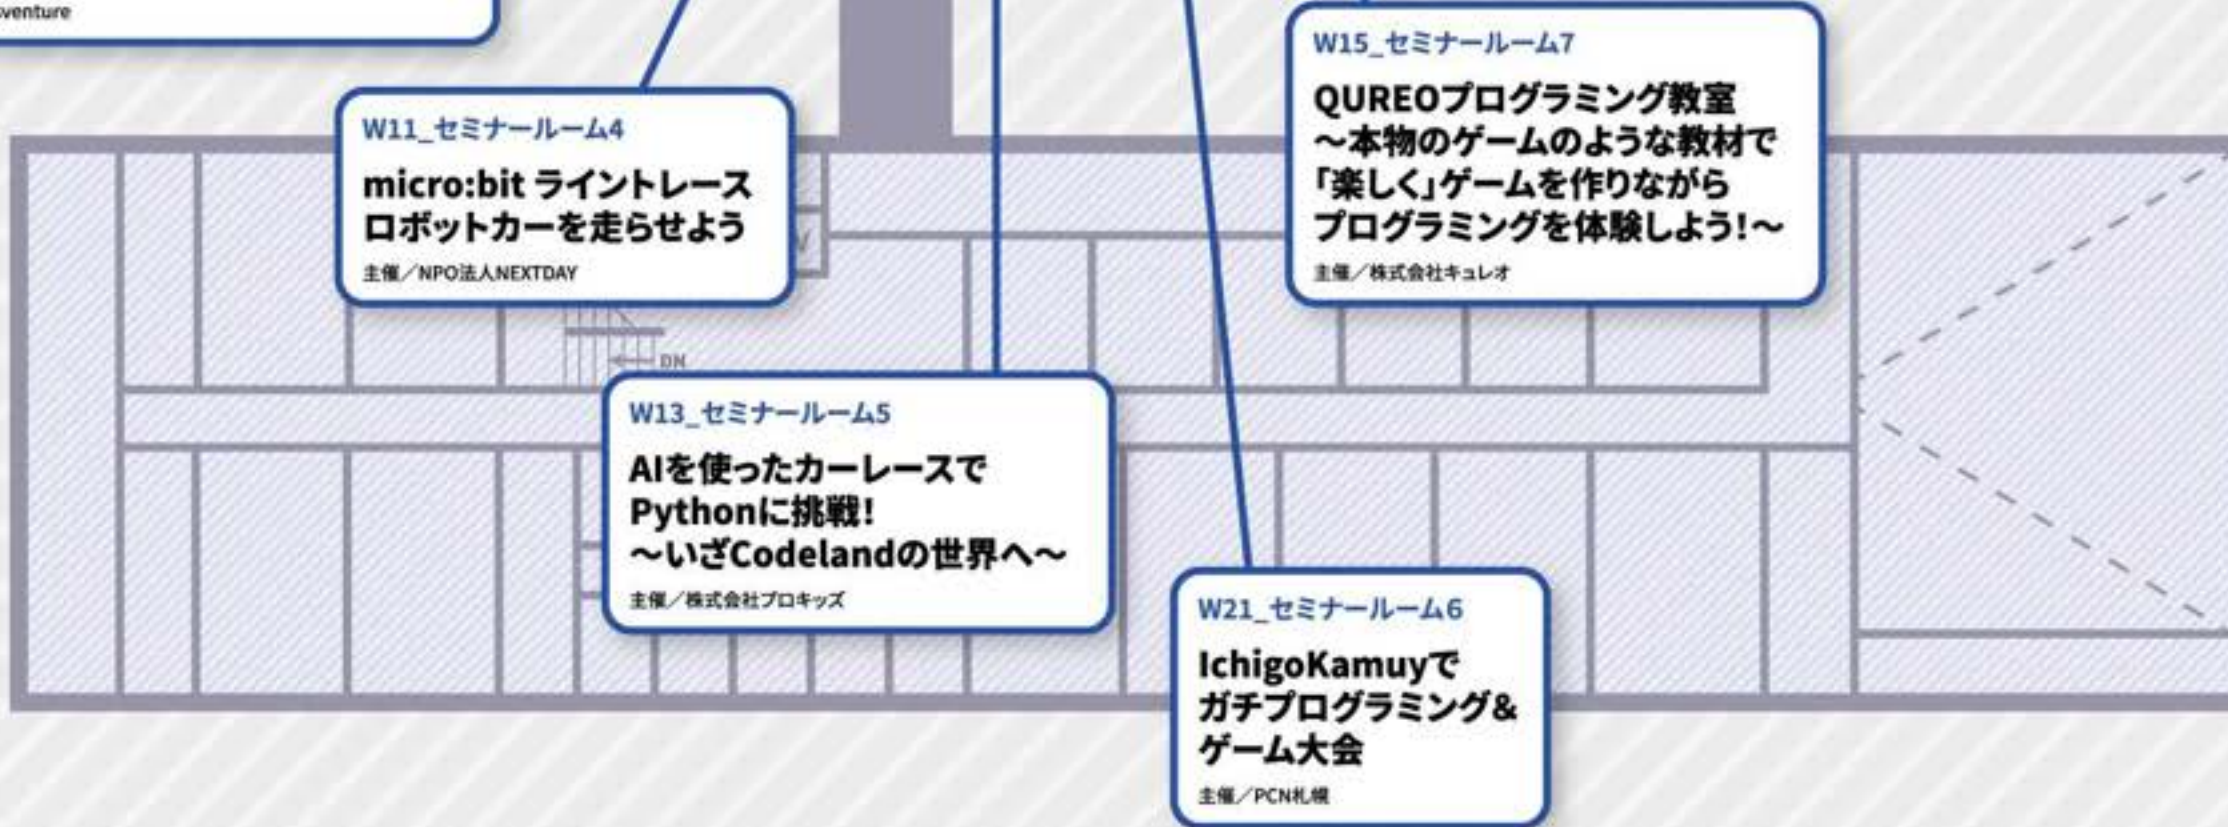 W11_セミナールーム4
micro:bit ライントレース
ロボットカーを走らせよう
主催／NPO法人NEXTDAY
W15_セミナールーム7
QUREOプログラミング教室
～本物のゲームのような教材で
「楽しく」ゲームを作りながら
プログラミングを体験しよう!～
主催／株式会社キュレオ
DN
W13_セミナールーム5
AIを使ったカーレースで
Pythonに挑戦!
～いざCodelandの世界へ～
主催／株式会社プロキッズ
W21_セミナールーム6
IchigoKamuyで
ガチプログラミング&
ゲーム大会
主催／PCN札幌